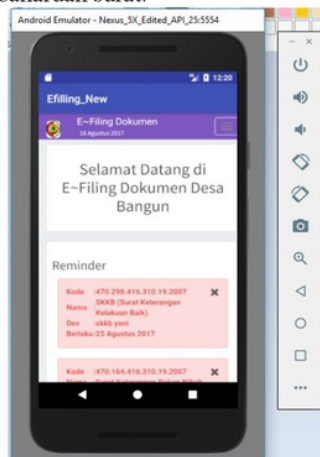 Android Emulator - Nexus_5X_Edited_API_25:5554
12:20
Efilling_New
E~Filing Dokumen
18 Agustus 2017
Selamat Datang di
E~Filing Dokumen Desa
Bangun
Reminder
Kode :470.298.416.310.19.2007
Nama :SKKB (Surat Keterangan
Kelakuan Baik)
Des :skkb yeni
Berlaku:25 Agustus 2017
Kode :470.164.416.310.19.2007